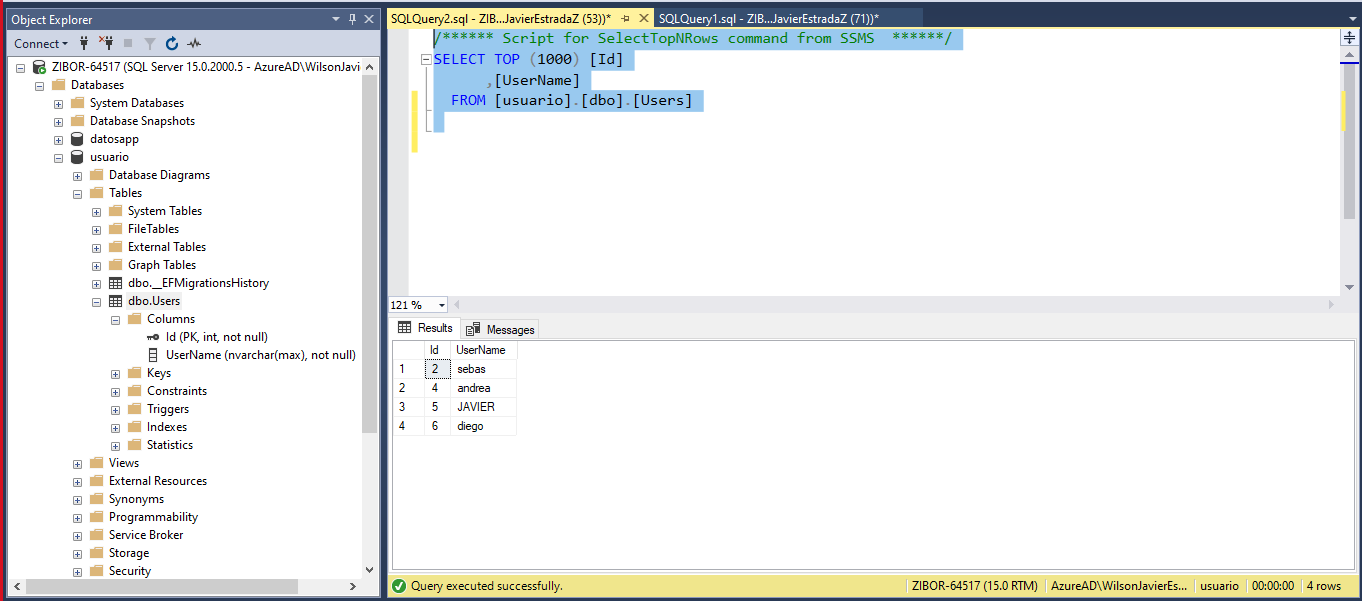 Object Explorer
Connect
ZIBOR-64517 (SQL Server 15.0.2000.5 - AzureAD\WilsonJavi
Databases
System Databases
Database Snapshots
datosapp
usuario
Database Diagrams
Tables
System Tables
FileTables
External Tables
Graph Tables
dbo.__EFMigrationsHistory
dbo.Users
Columns
Id (PK, int, not null)
UserName (nvarchar(max), not null)
Keys
Constraints
Triggers
Indexes
Statistics
Views
External Resources
Synonyms
Programmability
Service Broker
Storage
Security
SQLQuery2.sql - ZIB...JavierEstradaZ (53))* SQLQuery1.sql - ZIB...JavierEstradaZ (71))*
/****** Script for SelectTopNRows command from SSMS ******/
SELECT TOP (1000) [Id]
,[UserName]
FROM [usuario].[dbo].[Users]
121 %
Results Messages
Id UserName
1 2 sebas
2 4 andrea
3 5 JAVIER
4 6 diego
Query executed successfully. ZIBOR-64517 (15.0 RTM) AzureAD\WilsonJavierEs... usuario 00:00:00 4 rows